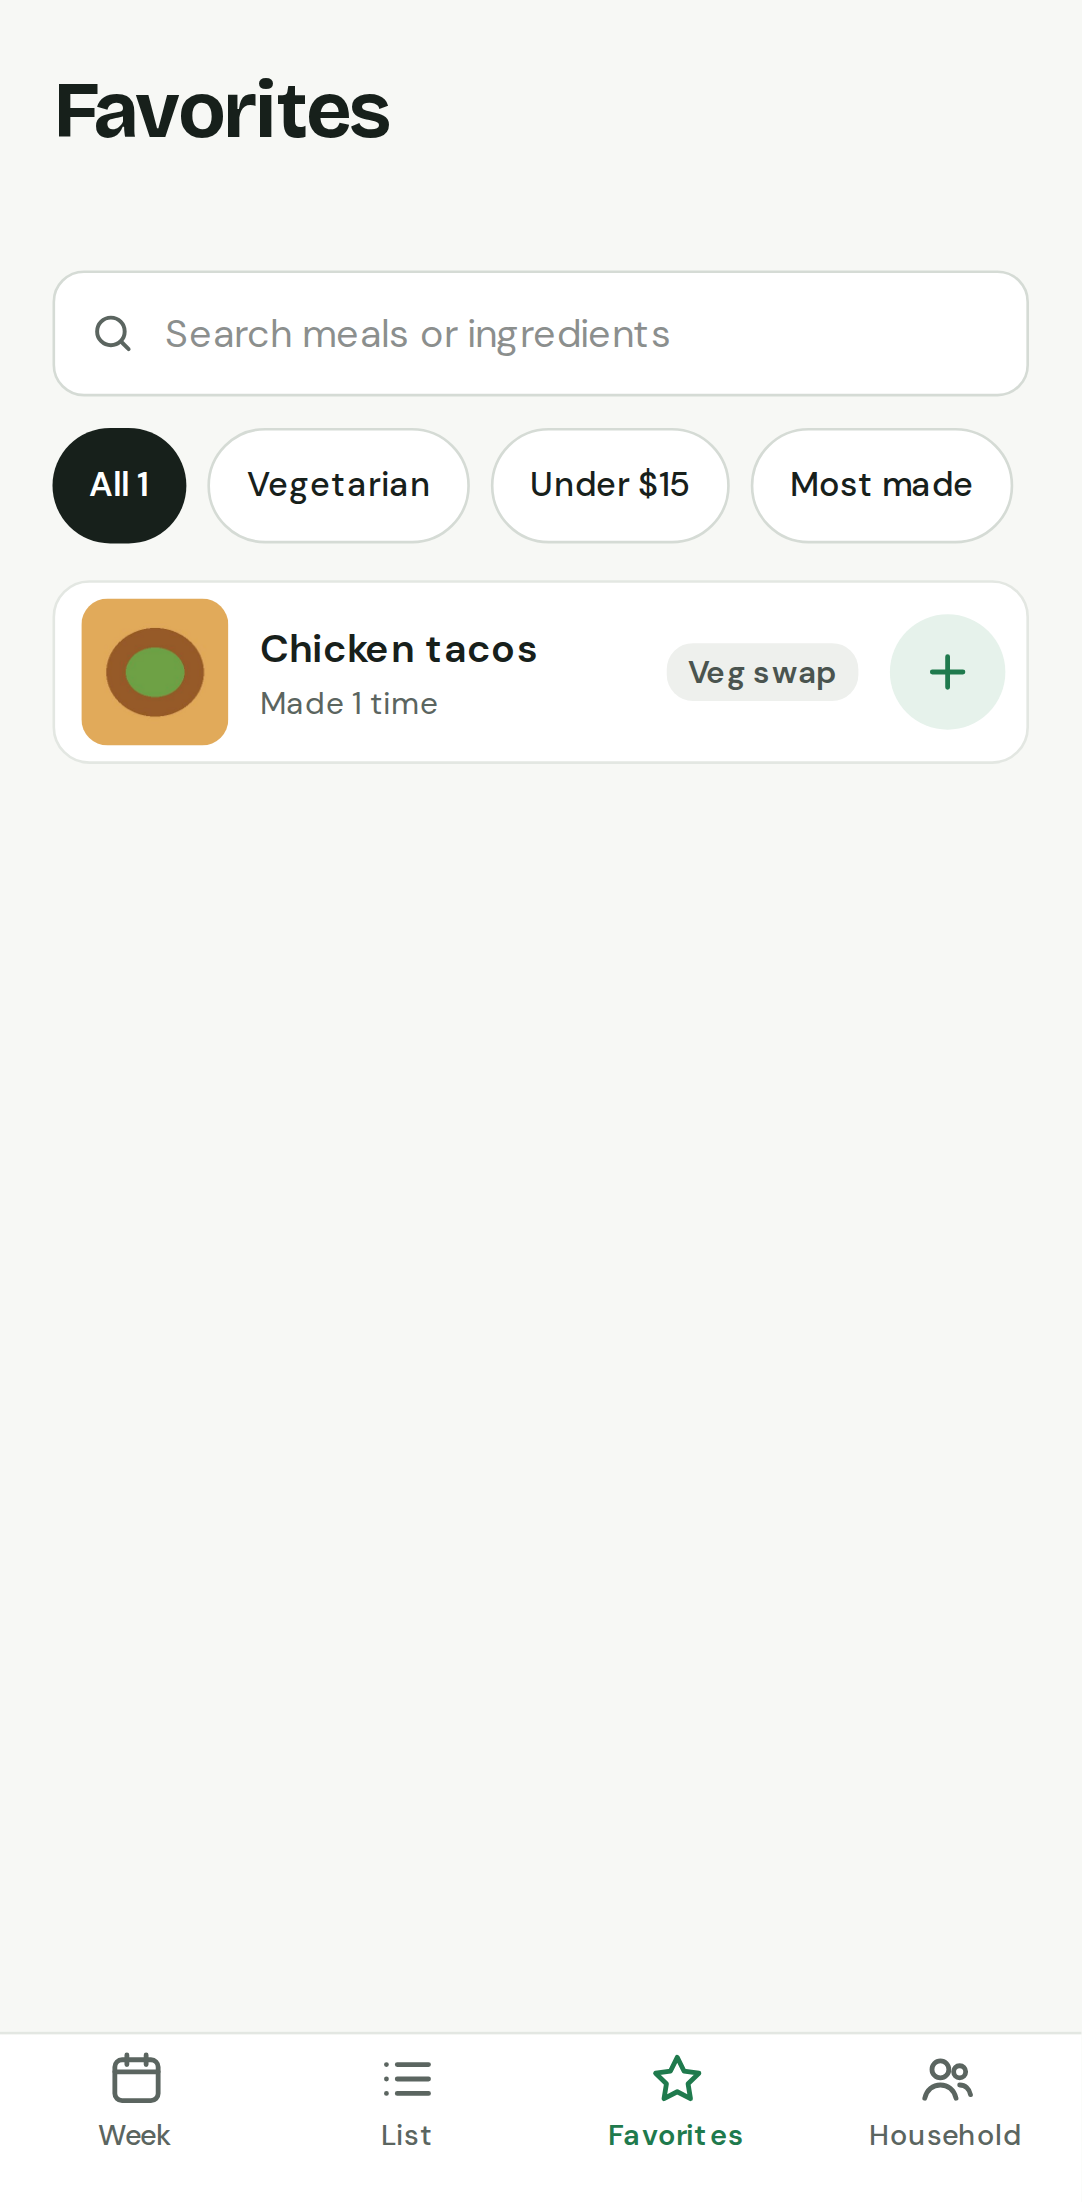 Favorites
Search meals or ingredients
All 1
Vegetarian
Under $15
Most made
Chicken tacos
Made 1 time
Veg swap
Week
List
Favorites
Household